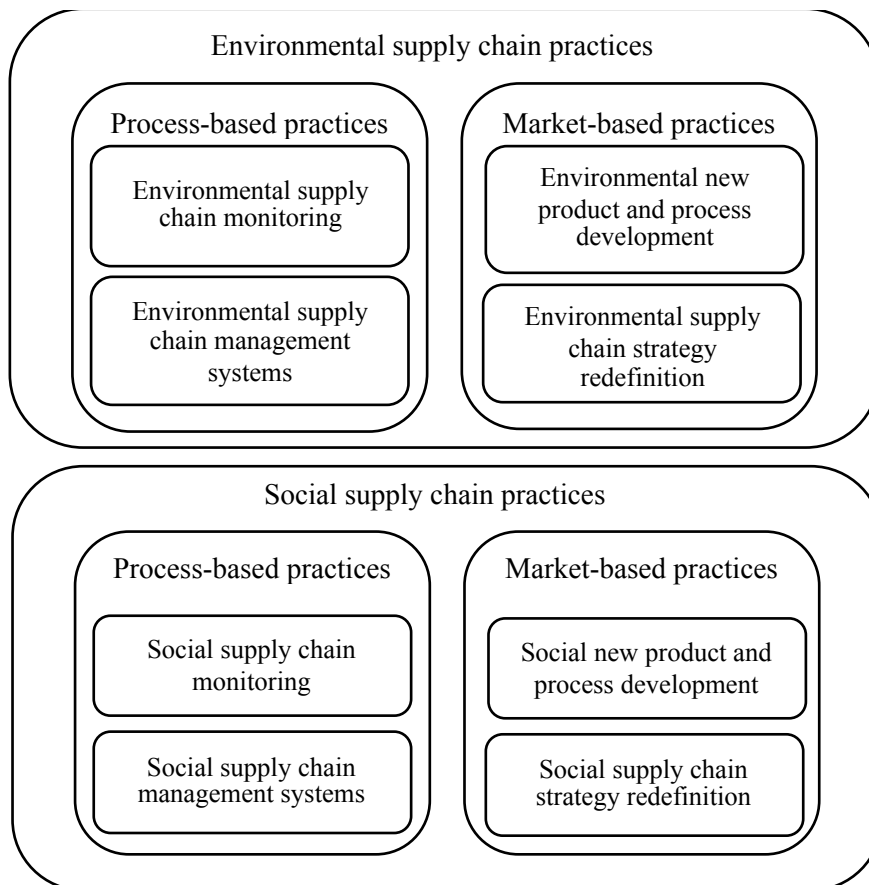 Environmental supply chain practices
Process-based practices
Environmental supply
chain monitoring
Environmental supply
chain management
systems
Market-based practices
Environmental new
product and process
development
Environmental supply
chain strategy
redefinition
Social supply chain practices
Process-based practices
Social supply chain
monitoring
Social supply chain
management systems
Market-based practices
Social new product and
process development
Social supply chain
strategy redefinition